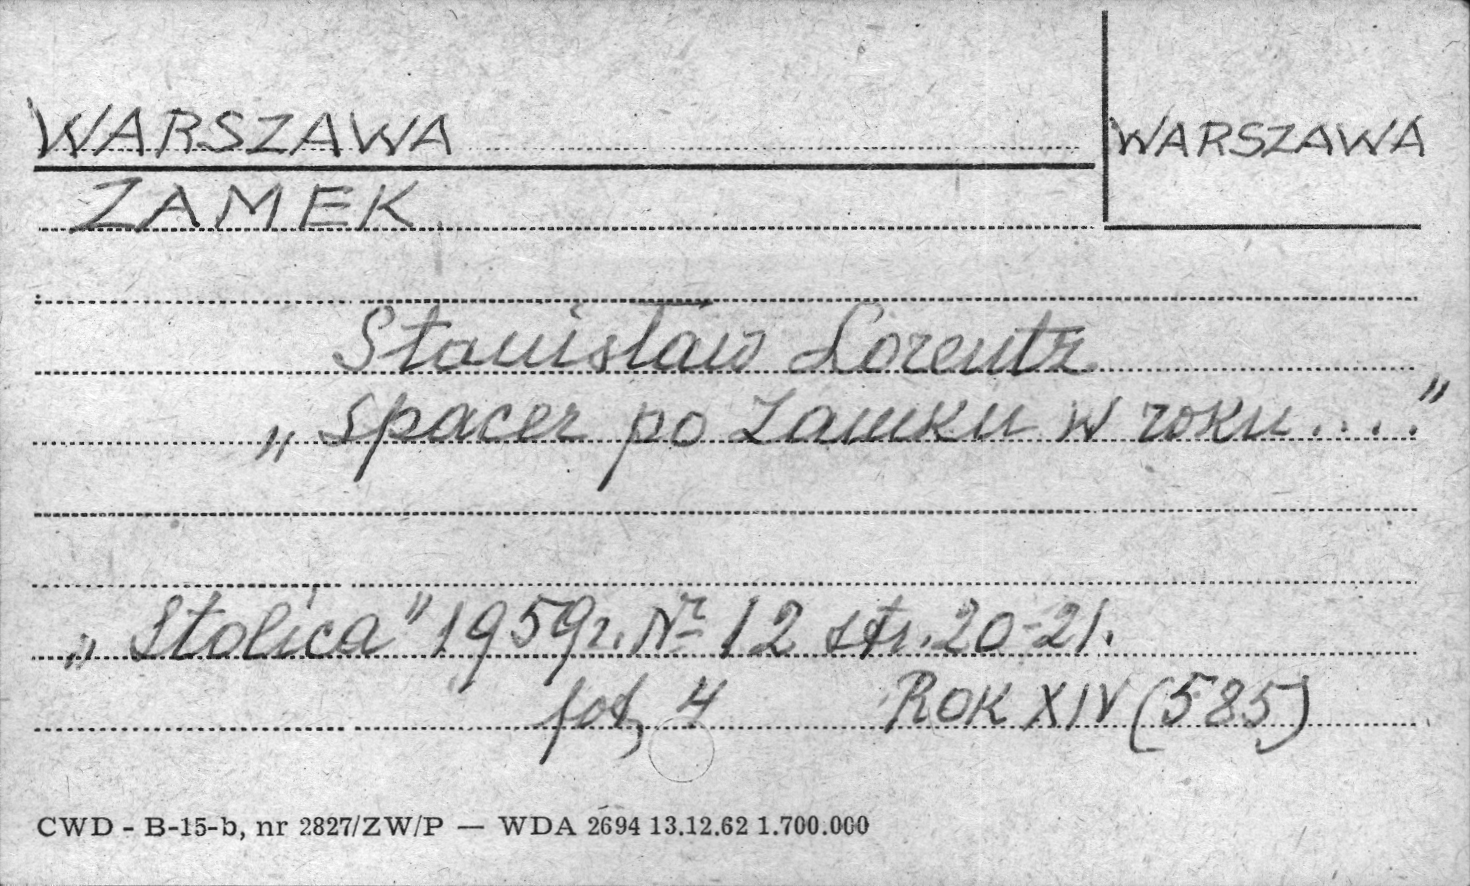 WARSZAWA
WARSZAWA
ZAMEK
Stanisław Lorentz
„Spacer po Zamku w roku ....”
„Stolica” 1959r. Nr 12 str. 20-21.
fot, 4 ROK XIV (585)
CWD - B-15-b, nr 2827/ZW/P — WDA 2694 13.12.62 1.700.000